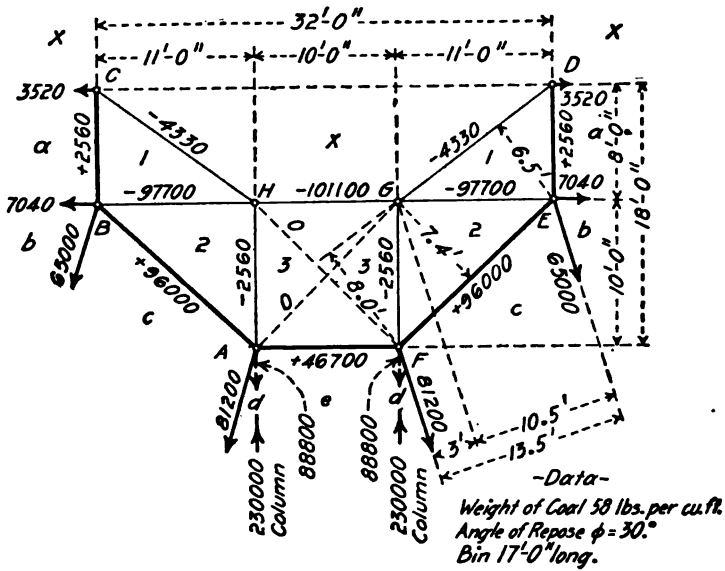 32'-0"
X
X
11'-0"
10'-0"
11'-0"
C
D
3520
3520
a
+2560
1
-4330
X
-4330
1
6.5'
+2560
a
8'-0"
18'-0"
7040
B
-97700
H
-101100
G
-97700
7040
E
b
65000
2
+96000
c
-2560
0
3
0
3
8.0'
-2560
7.4'
2
+96000
c
65000
b
10'-0"
A
+46700
F
81200
d
e
d
81200
88800
88800
230000
Column
230000
Column
3'
10.5'
13.5'
-Data-
Weight of Coal 58 lbs. per cu.ft.
Angle of Repose φ = 30.°
Bin 17'-0" long.